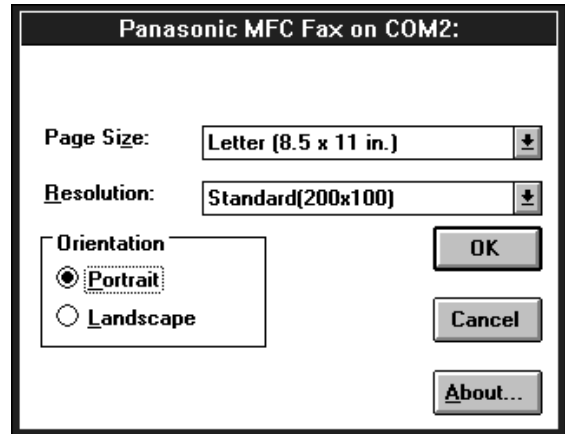 Panasonic MFC Fax on COM2:
Page Size:
Letter (8.5 x 11 in.)
Resolution:
Standard(200x100)
Orientation
Portrait
Landscape
OK
Cancel
About...